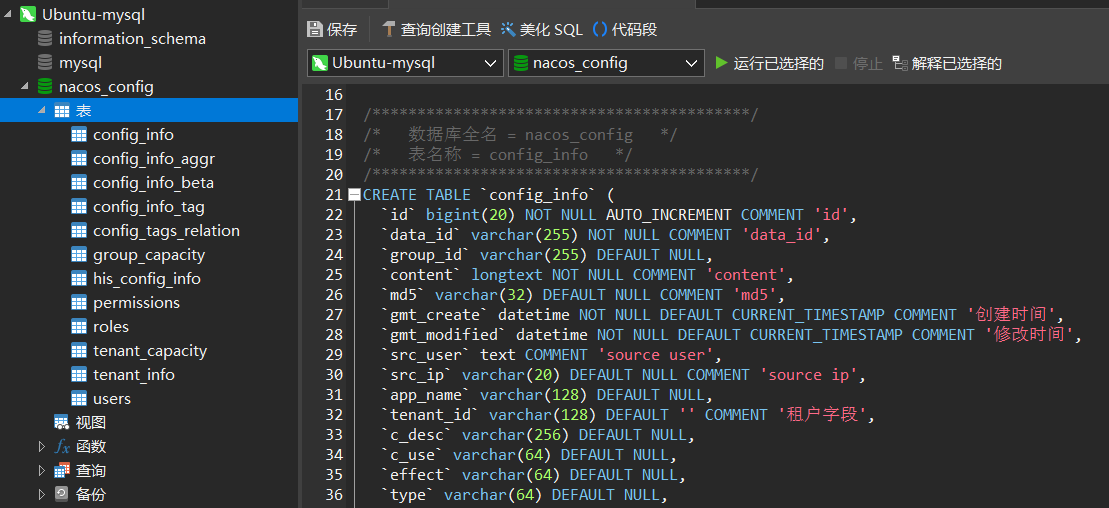 Ubuntu-mysql
information_schema
mysql
nacos_config
表
config_info
config_info_aggr
config_info_beta
config_info_tag
config_tags_relation
group_capacity
his_config_info
permissions
roles
tenant_capacity
tenant_info
users
视图
fx 函数
查询
备份
保存 查询创建工具 美化 SQL () 代码段
Ubuntu-mysql nacos_config 运行已选择的 停止 解释已选择的
16
17 /******************************************/
18 /*   数据库全名 = nacos_config   */
19 /*   表名称 = config_info   */
20 /******************************************/
21 CREATE TABLE `config_info` (
22   `id` bigint(20) NOT NULL AUTO_INCREMENT COMMENT 'id',
23   `data_id` varchar(255) NOT NULL COMMENT 'data_id',
24   `group_id` varchar(255) DEFAULT NULL,
25   `content` longtext NOT NULL COMMENT 'content',
26   `md5` varchar(32) DEFAULT NULL COMMENT 'md5',
27   `gmt_create` datetime NOT NULL DEFAULT CURRENT_TIMESTAMP COMMENT '创建时间',
28   `gmt_modified` datetime NOT NULL DEFAULT CURRENT_TIMESTAMP COMMENT '修改时间',
29   `src_user` text COMMENT 'source user',
30   `src_ip` varchar(20) DEFAULT NULL COMMENT 'source ip',
31   `app_name` varchar(128) DEFAULT NULL,
32   `tenant_id` varchar(128) DEFAULT '' COMMENT '租户字段',
33   `c_desc` varchar(256) DEFAULT NULL,
34   `c_use` varchar(64) DEFAULT NULL,
35   `effect` varchar(64) DEFAULT NULL,
36   `type` varchar(64) DEFAULT NULL,